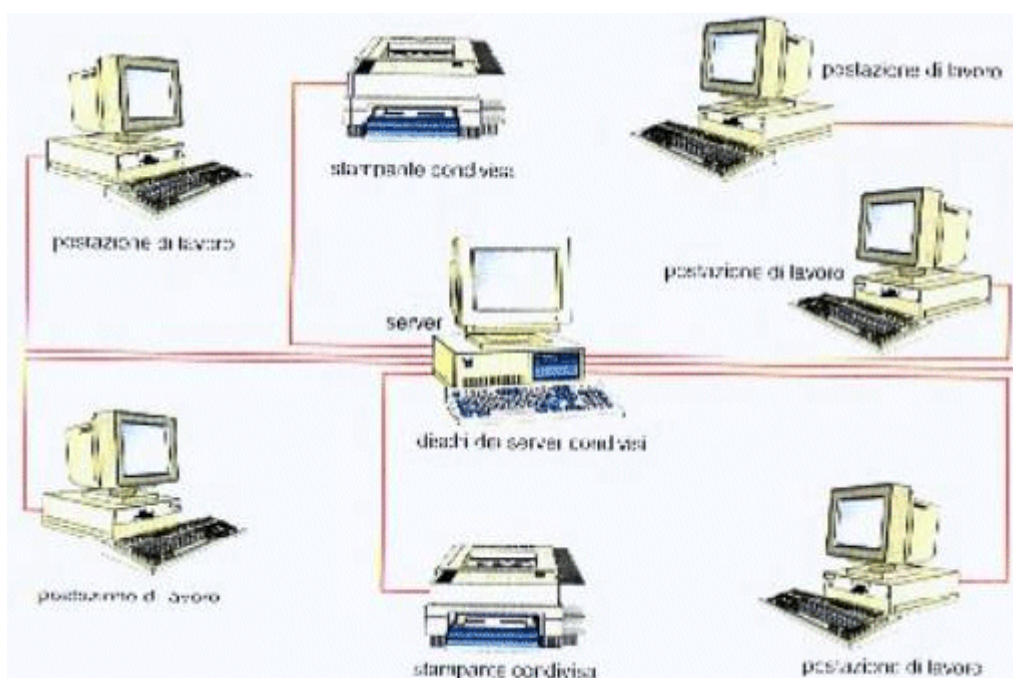 postazione di lavoro
stampante condivisa
postazione di lavoro
postazione di lavoro
server
dischi dei server condivisi
postazione di lavoro
stampante condivisa
postazione di lavoro